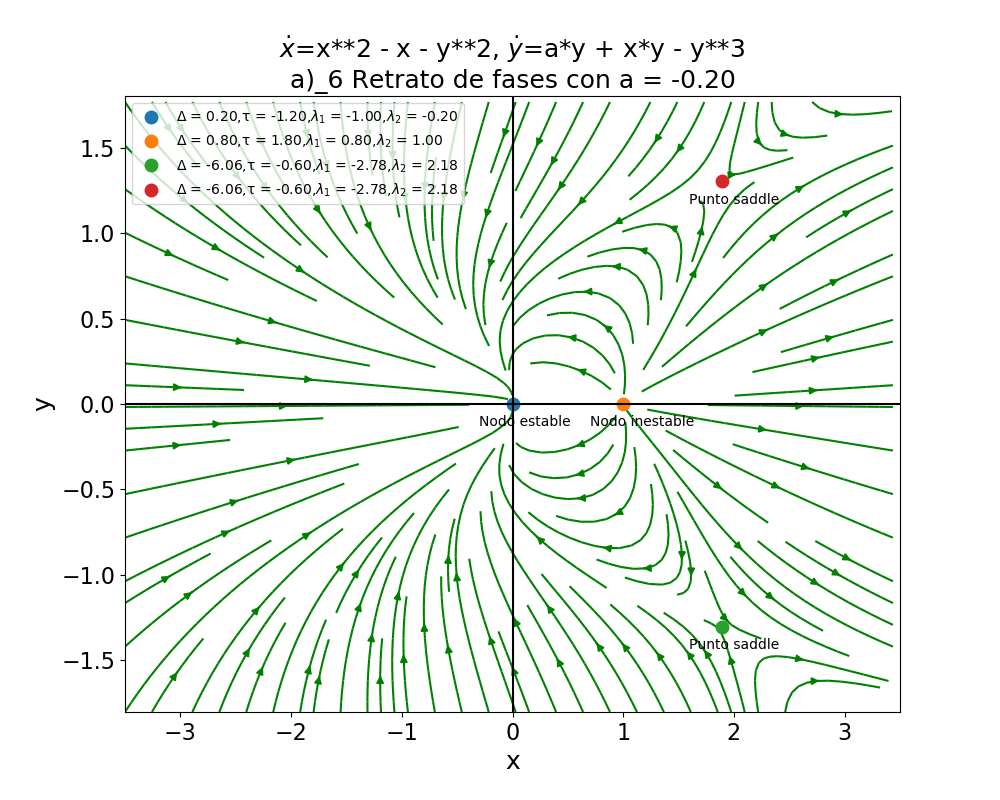 ẋ=x**2 - x - y**2, ẏ=a*y + x*y - y**3
a)_6 Retrato de fases con a = -0.20
Δ = 0.20,τ = -1.20,λ₁ = -1.00,λ₂ = -0.20
Δ = 0.80,τ = 1.80,λ₁ = 0.80,λ₂ = 1.00
Δ = -6.06,τ = -0.60,λ₁ = -2.78,λ₂ = 2.18
Δ = -6.06,τ = -0.60,λ₁ = -2.78,λ₂ = 2.18
1.5
1.0
0.5
0.0
−0.5
−1.0
−1.5
y
Punto saddle
Nodo estable
Nodo inestable
Punto saddle
−3
−2
−1
0
1
2
3
x